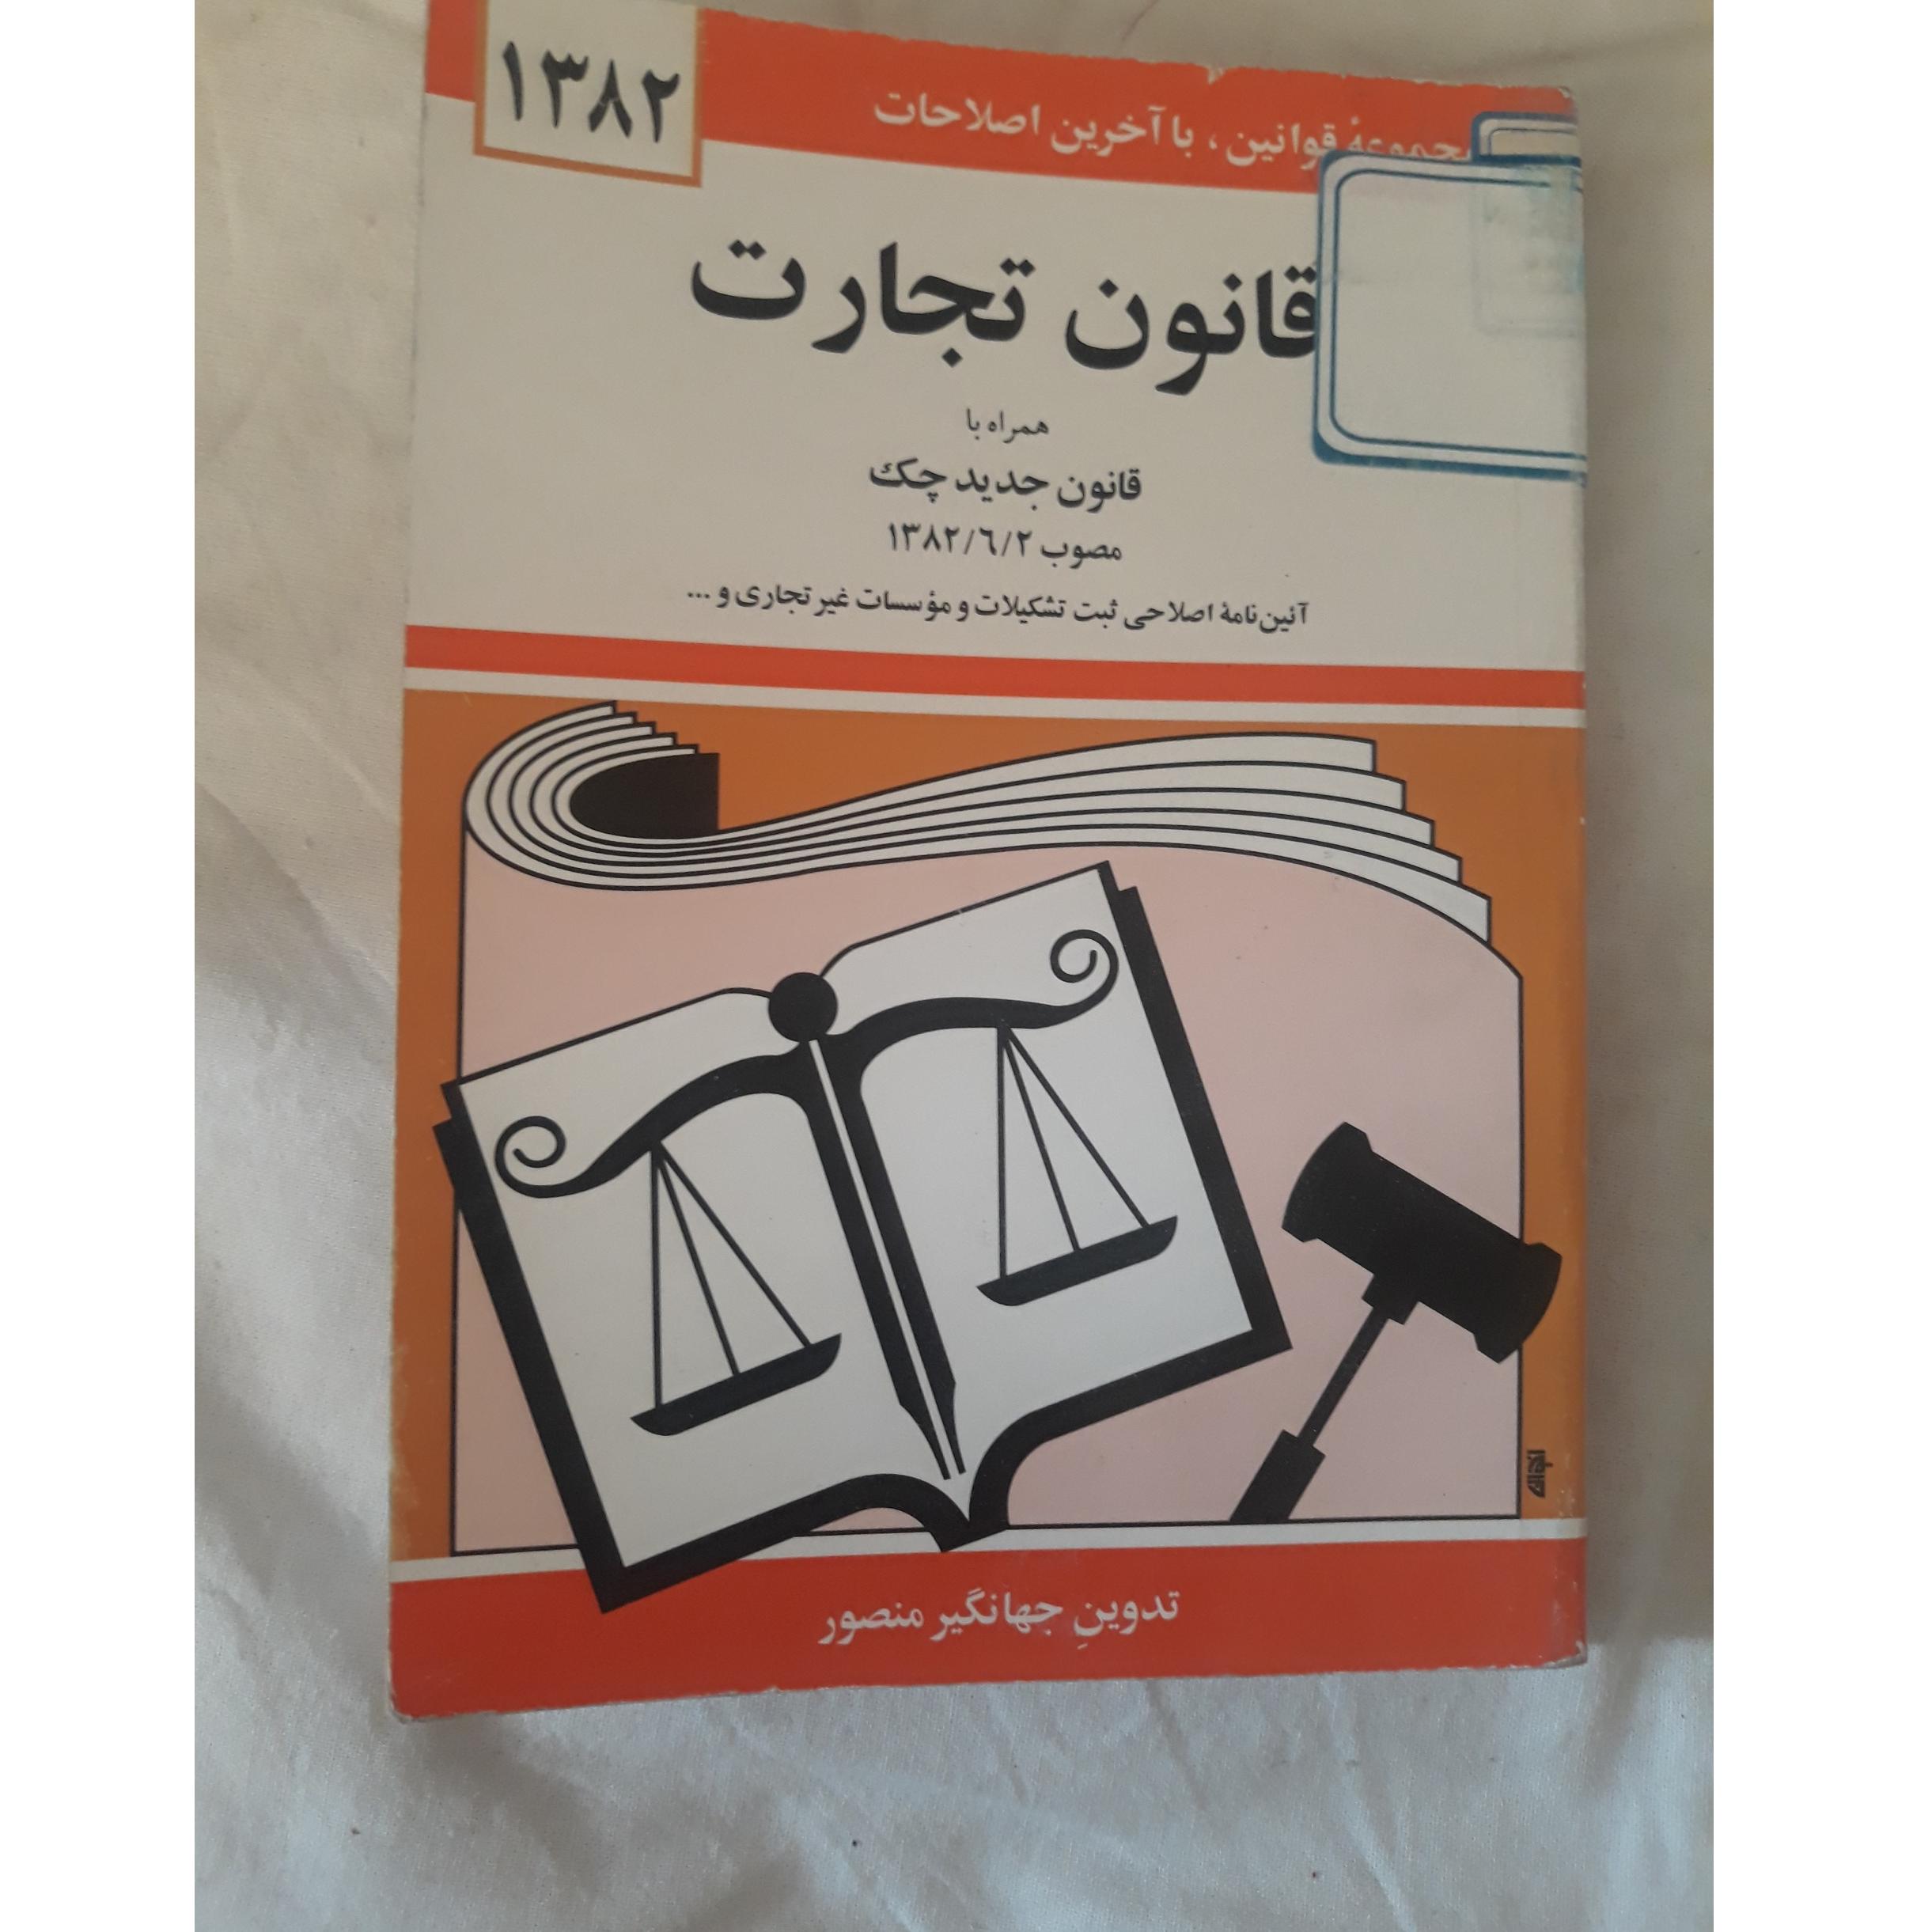 ۱۳۸۲
مجموعهٔ قوانین، با آخرین اصلاحات
قانون تجارت
همراه با
قانون جدید چک
مصوب ۱۳۸۲/٦/۲
آئین‌نامهٔ اصلاحی ثبت تشکیلات و مؤسسات غیر تجاری و ...
تدوینِ جهانگیر منصور